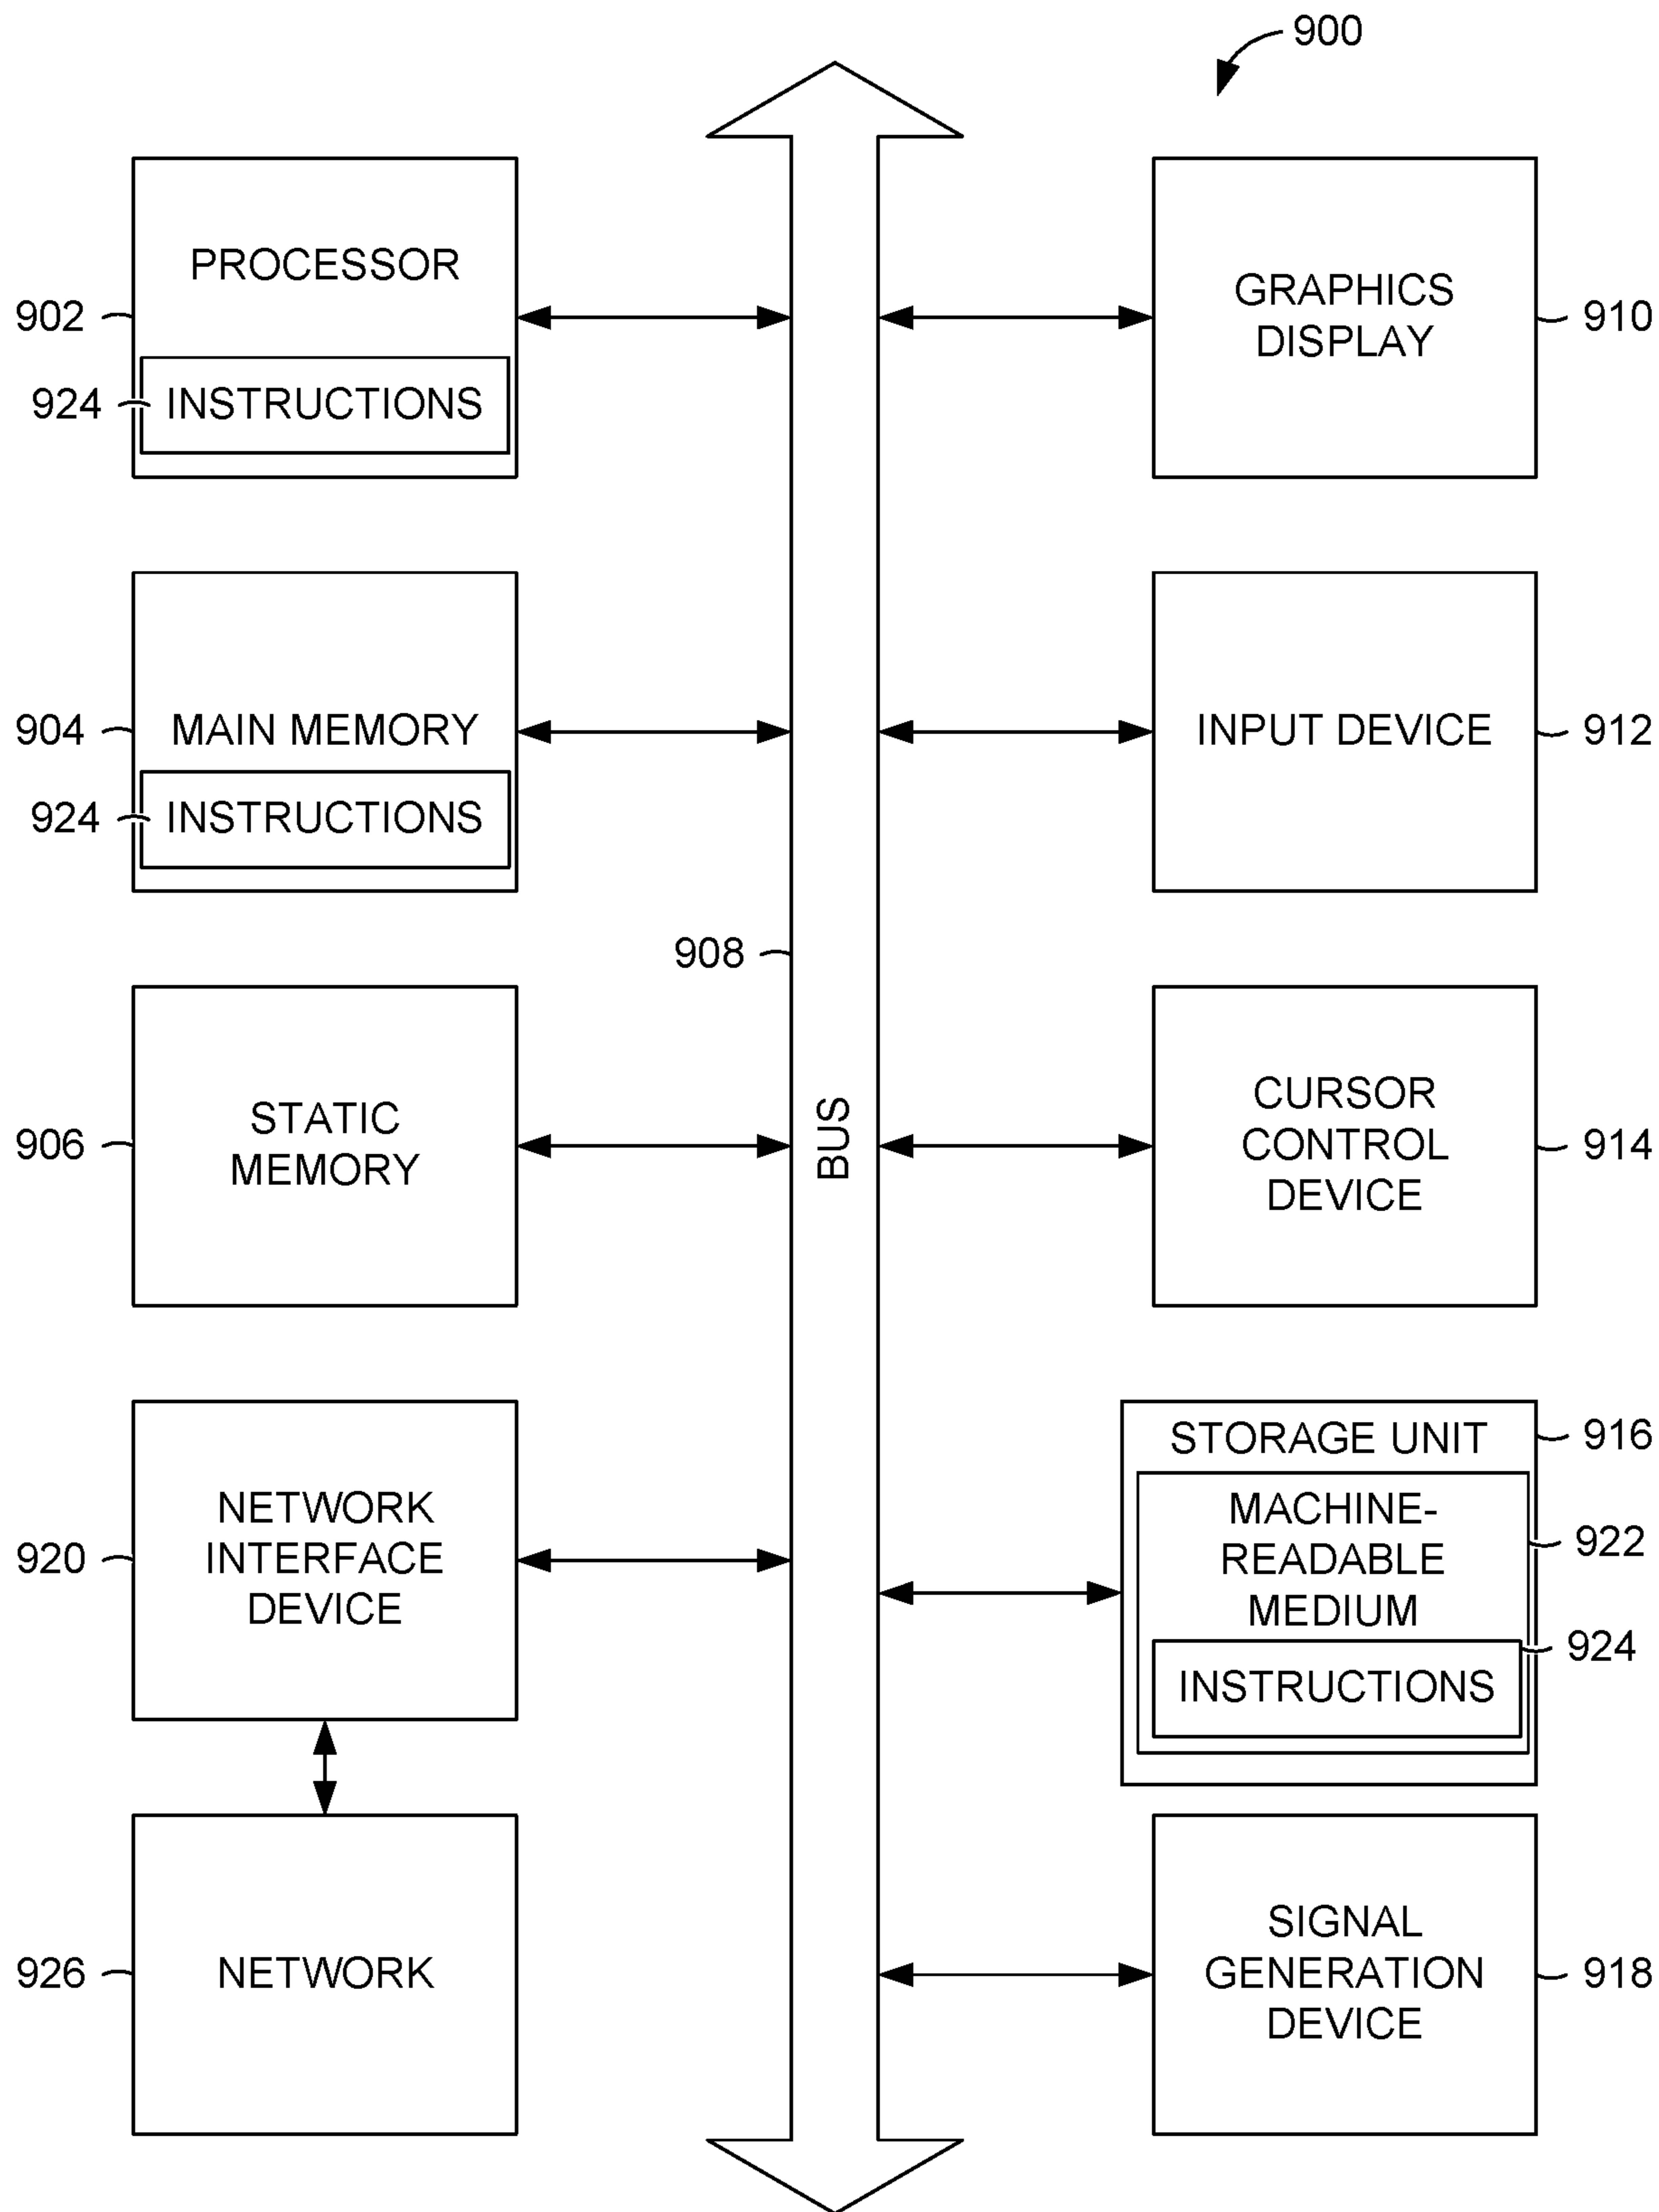 900
PROCESSOR
902
924
INSTRUCTIONS
GRAPHICS
DISPLAY
910
904
MAIN MEMORY
924
INSTRUCTIONS
INPUT DEVICE
912
908
BUS
906
STATIC
MEMORY
CURSOR
CONTROL
DEVICE
914
920
NETWORK
INTERFACE
DEVICE
STORAGE UNIT
916
MACHINE-
READABLE
MEDIUM
922
924
INSTRUCTIONS
926
NETWORK
SIGNAL
GENERATION
DEVICE
918